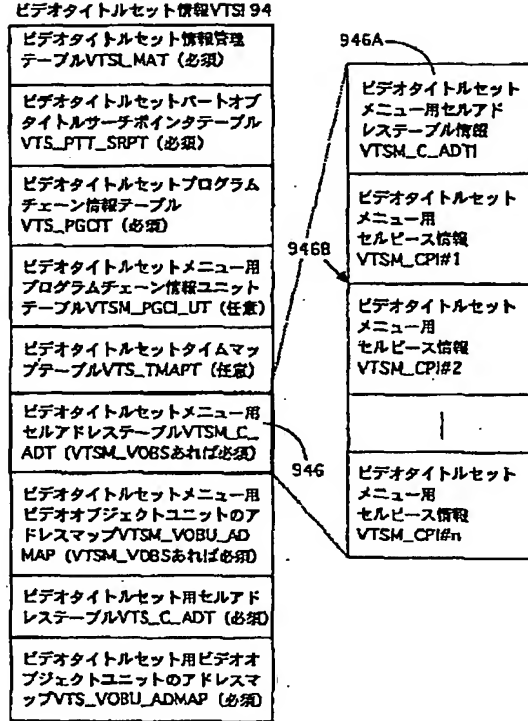 ビデオタイトルセット情報VTSI 94
ビデオタイトルセット情報管理
テーブルVTSI_MAT（必須）
ビデオタイトルセットパートオブ
タイトルサーチポインタテーブル
VTS_PTT_SRPT（必須）
ビデオタイトルセットプログラム
チェーン情報テーブル
VTS_PGCIT（必須）
ビデオタイトルセットメニュー用
プログラムチェーン情報ユニット
テーブルVTSM_PGCI_UT（任意）
ビデオタイトルセットタイムマッ
プテーブルVTS_TMAPT（任意）
ビデオタイトルセットメニュー用
セルアドレステーブルVTSM_C_
ADT（VTSM_VOBSあれば必須）
ビデオタイトルセットメニュー用
ビデオオブジェクトユニットのア
ドレスマップVTSM_VOBU_AD
MAP（VTSM_VOBSあれば必須）
ビデオタイトルセット用セルアド
レステーブルVTS_C_ADT（必須）
ビデオタイトルセット用ビデオオ
ブジェクトユニットのアドレスマ
ップVTS_VOBU_ADMAP（必須）
946A
ビデオタイトルセット
メニュー用セルアド
レステーブル情報
VTSM_C_ADTI
946B
ビデオタイトルセット
メニュー用
セルピース情報
VTSM_CPI#1
ビデオタイトルセット
メニュー用
セルピース情報
VTSM_CPI#2
946
ビデオタイトルセット
メニュー用
セルピース情報
VTSM_CPI#n